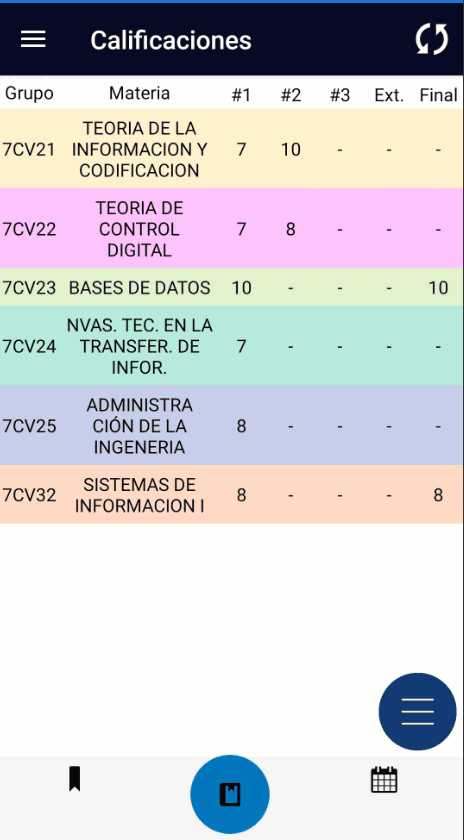 Calificaciones
Grupo Materia #1 #2 #3 Ext. Final
TEORIA DE LA
7CV21 INFORMACION Y 7 10 - - -
CODIFICACION
TEORIA DE
7CV22 CONTROL 7 8 - - -
DIGITAL
7CV23 BASES DE DATOS 10 - - - 10
NVAS. TEC. EN LA
7CV24 TRANSFER. DE 7 - - - -
INFOR.
ADMINISTRA
7CV25 CIÓN DE LA 8 - - - -
INGENERIA
SISTEMAS DE
7CV32 INFORMACION I 8 - - - 8